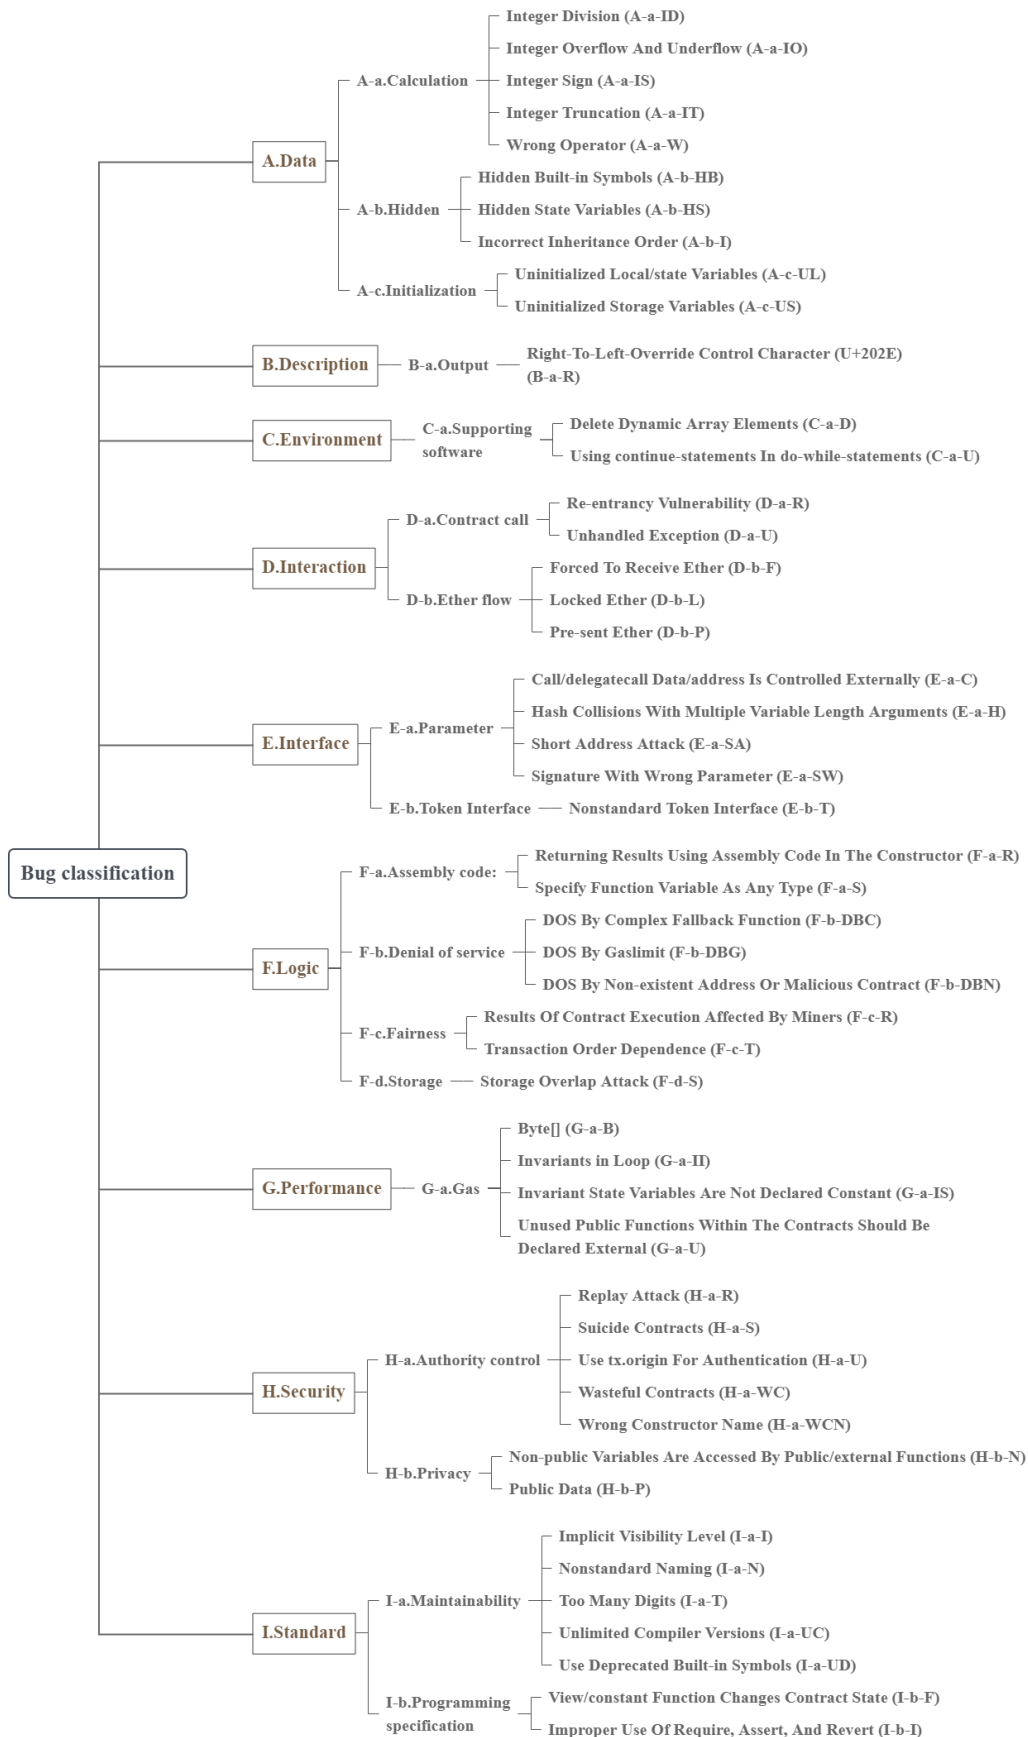 Bug classification
A.Data
A-a.Calculation
Integer Division (A-a-ID)
Integer Overflow And Underflow (A-a-IO)
Integer Sign (A-a-IS)
Integer Truncation (A-a-IT)
Wrong Operator (A-a-W)
A-b.Hidden
Hidden Built-in Symbols (A-b-HB)
Hidden State Variables (A-b-HS)
Incorrect Inheritance Order (A-b-I)
A-c.Initialization
Uninitialized Local/state Variables (A-c-UL)
Uninitialized Storage Variables (A-c-US)
B.Description
B-a.Output
Right-To-Left-Override Control Character (U+202E)
(B-a-R)
C.Environment
C-a.Supporting
software
Delete Dynamic Array Elements (C-a-D)
Using continue-statements In do-while-statements (C-a-U)
D.Interaction
D-a.Contract call
Re-entrancy Vulnerability (D-a-R)
Unhandled Exception (D-a-U)
D-b.Ether flow
Forced To Receive Ether (D-b-F)
Locked Ether (D-b-L)
Pre-sent Ether (D-b-P)
E.Interface
E-a.Parameter
Call/delegatecall Data/address Is Controlled Externally (E-a-C)
Hash Collisions With Multiple Variable Length Arguments (E-a-H)
Short Address Attack (E-a-SA)
Signature With Wrong Parameter (E-a-SW)
E-b.Token Interface
Nonstandard Token Interface (E-b-T)
F.Logic
F-a.Assembly code:
Returning Results Using Assembly Code In The Constructor (F-a-R)
Specify Function Variable As Any Type (F-a-S)
F-b.Denial of service
DOS By Complex Fallback Function (F-b-DBC)
DOS By Gaslimit (F-b-DBG)
DOS By Non-existent Address Or Malicious Contract (F-b-DBN)
F-c.Fairness
Results Of Contract Execution Affected By Miners (F-c-R)
Transaction Order Dependence (F-c-T)
F-d.Storage
Storage Overlap Attack (F-d-S)
G.Performance
G-a.Gas
Byte[] (G-a-B)
Invariants in Loop (G-a-II)
Invariant State Variables Are Not Declared Constant (G-a-IS)
Unused Public Functions Within The Contracts Should Be
Declared External (G-a-U)
H.Security
H-a.Authority control
Replay Attack (H-a-R)
Suicide Contracts (H-a-S)
Use tx.origin For Authentication (H-a-U)
Wasteful Contracts (H-a-WC)
Wrong Constructor Name (H-a-WCN)
H-b.Privacy
Non-public Variables Are Accessed By Public/external Functions (H-b-N)
Public Data (H-b-P)
I.Standard
I-a.Maintainability
Implicit Visibility Level (I-a-I)
Nonstandard Naming (I-a-N)
Too Many Digits (I-a-T)
Unlimited Compiler Versions (I-a-UC)
Use Deprecated Built-in Symbols (I-a-UD)
I-b.Programming
specification
View/constant Function Changes Contract State (I-b-F)
Improper Use Of Require, Assert, And Revert (I-b-I)